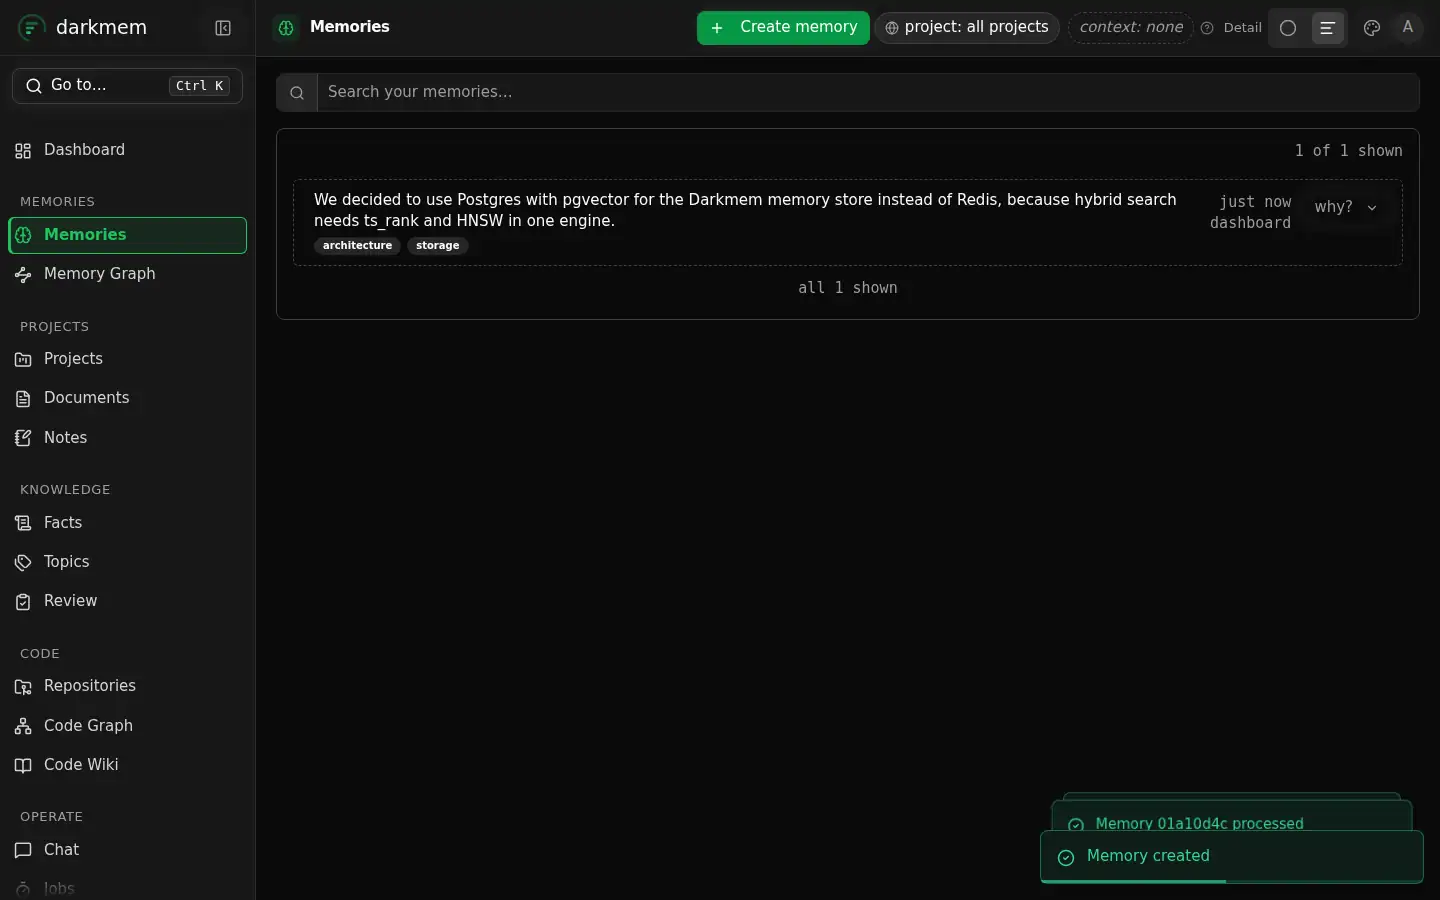 darkmem
Memories
Create memory
project: all projects
context: none
Detail
A
Go to...
Ctrl K
Search your memories...
Dashboard
1 of 1 shown
MEMORIES
Memories
Memory Graph
We decided to use Postgres with pgvector for the Darkmem memory store instead of Redis, because hybrid search
needs ts_rank and HNSW in one engine.
just now
dashboard
why?
architecture
storage
all 1 shown
PROJECTS
Projects
Documents
Notes
KNOWLEDGE
Facts
Topics
Review
CODE
Repositories
Code Graph
Code Wiki
OPERATE
Chat
Jobs
Memory 01a10d4c processed
Memory created